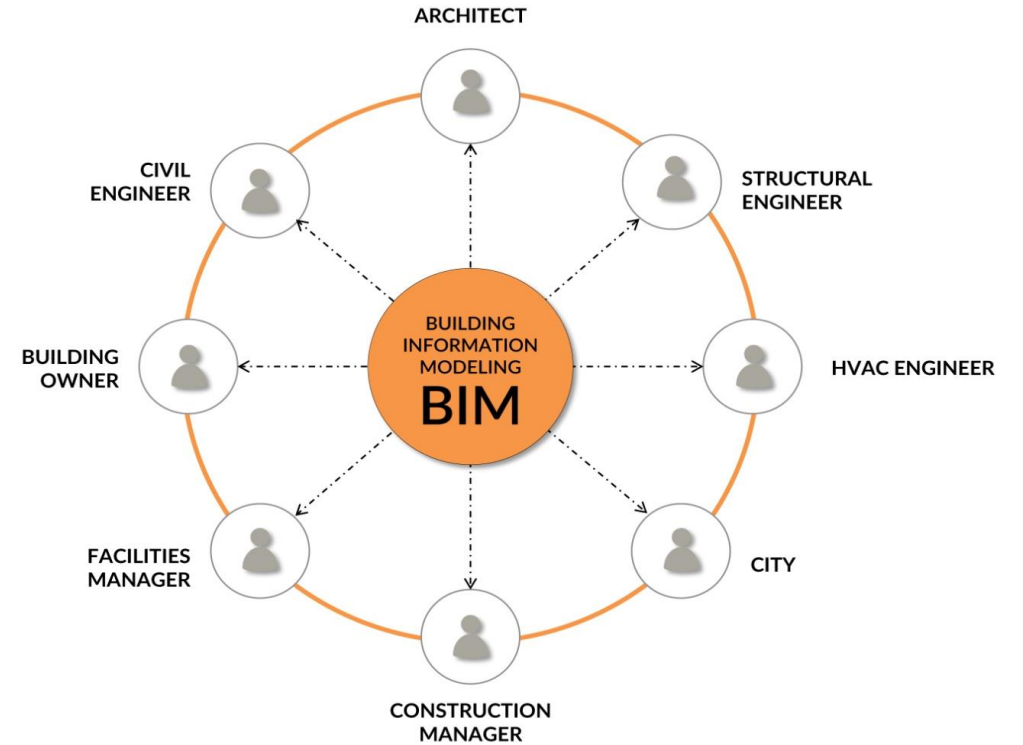 ARCHITECT
STRUCTURAL
ENGINEER
HVAC ENGINEER
CITY
CONSTRUCTION
MANAGER
FACILITIES
MANAGER
BUILDING
OWNER
CIVIL
ENGINEER
BUILDING
INFORMATION
MODELING
BIM